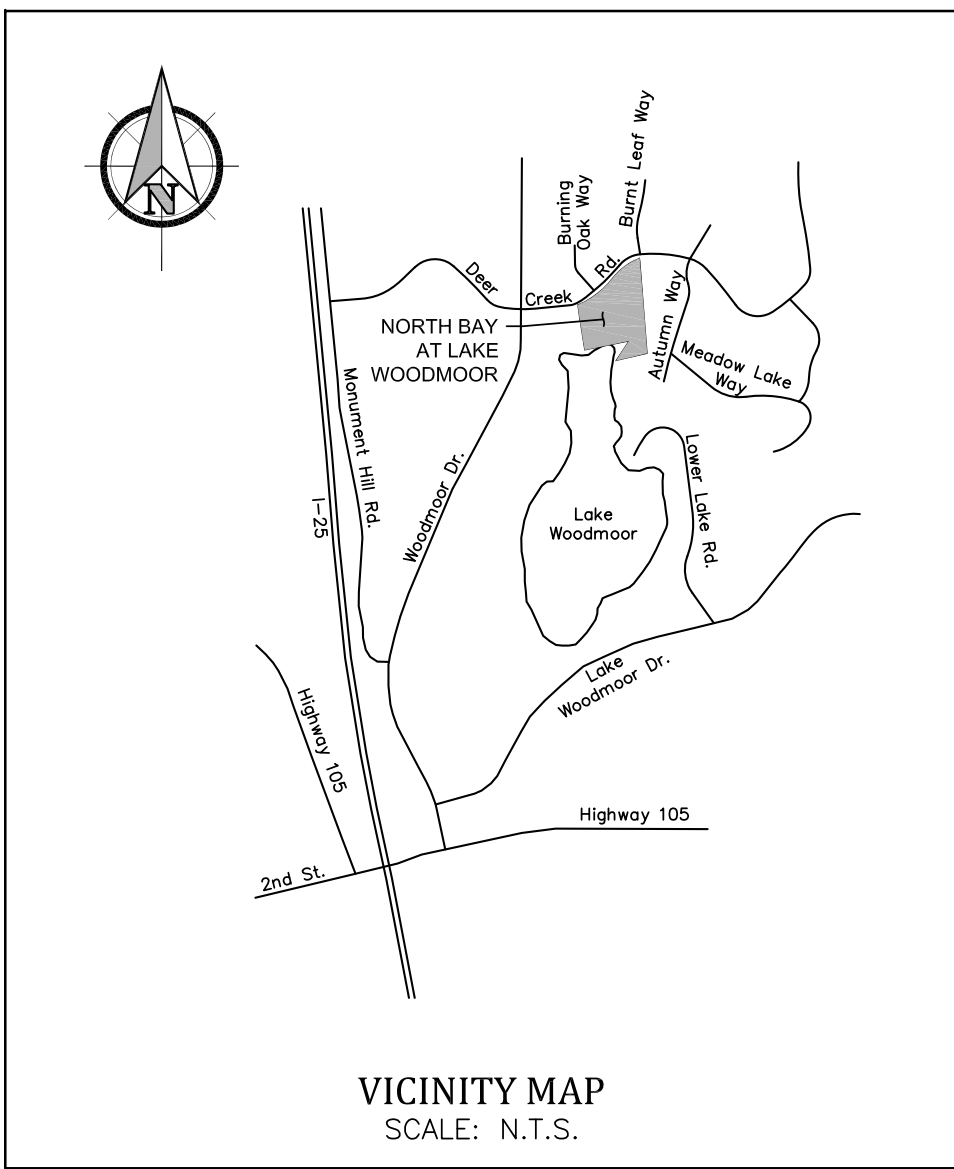 N
Burnt Leaf Way
Burning
Oak Way
Deer
Creek
Rd.
NORTH BAY
AT LAKE
WOODMOOR
Autumn Way
Meadow Lake
Way
Monument Hill Rd.
I-25
Woodmoor Dr.
Lower Lake Rd.
Lake
Woodmoor
Lake
Woodmoor Dr.
Highway 105
Highway 105
2nd St.
VICINITY MAP
SCALE: N.T.S.